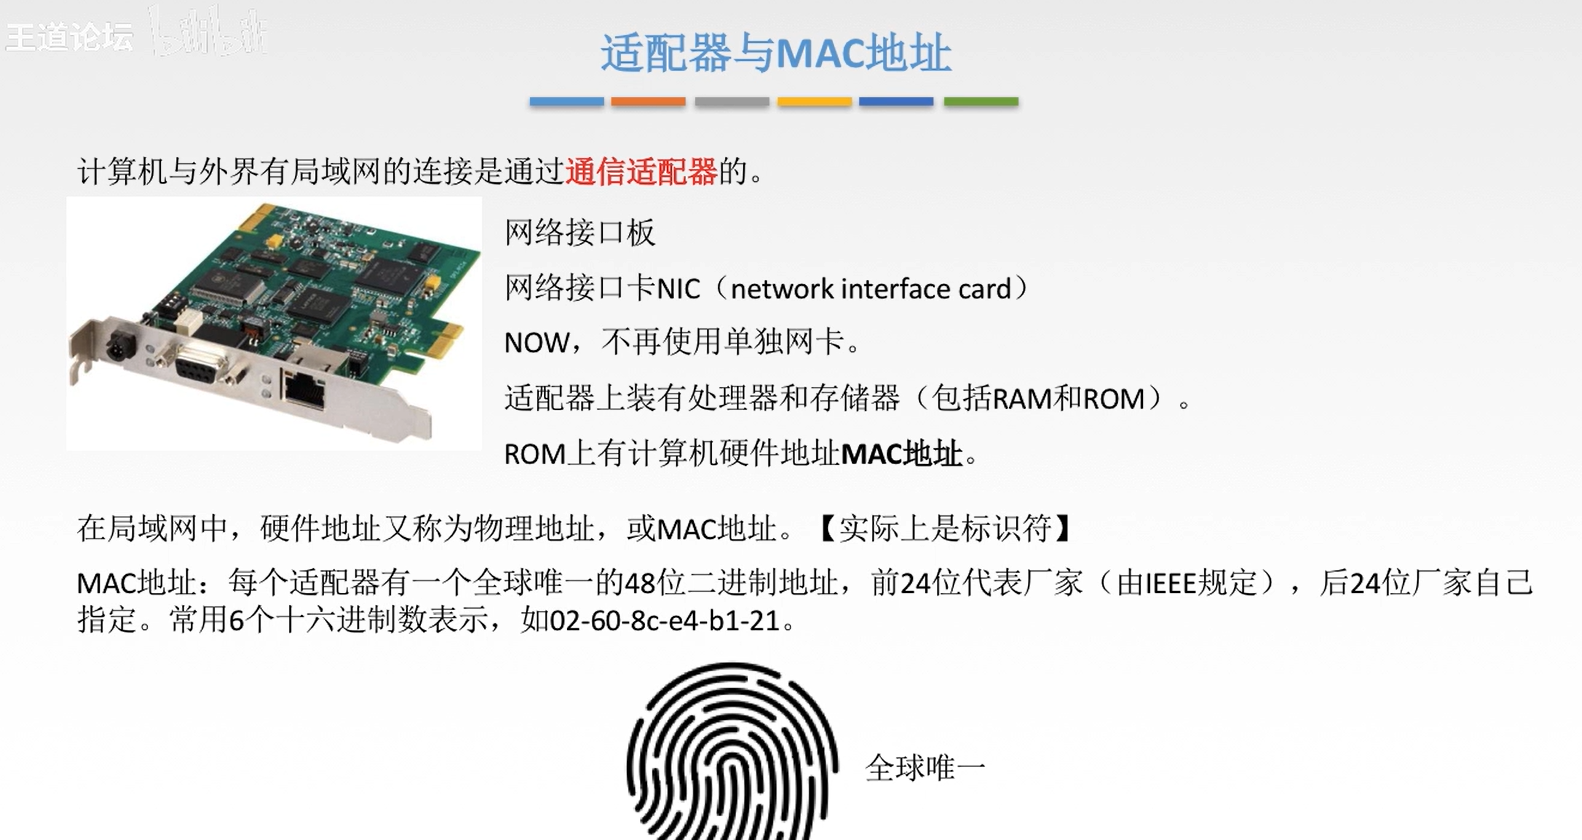 王道论坛 bilibili
适配器与MAC地址
计算机与外界有局域网的连接是通过通信适配器的。
网络接口板
网络接口卡NIC（network interface card）
NOW，不再使用单独网卡。
适配器上装有处理器和存储器（包括RAM和ROM）。
ROM上有计算机硬件地址MAC地址。
在局域网中，硬件地址又称为物理地址，或MAC地址。【实际上是标识符】
MAC地址：每个适配器有一个全球唯一的48位二进制地址，前24位代表厂家（由IEEE规定），后24位厂家自己
指定。常用6个十六进制数表示，如02-60-8c-e4-b1-21。
全球唯一